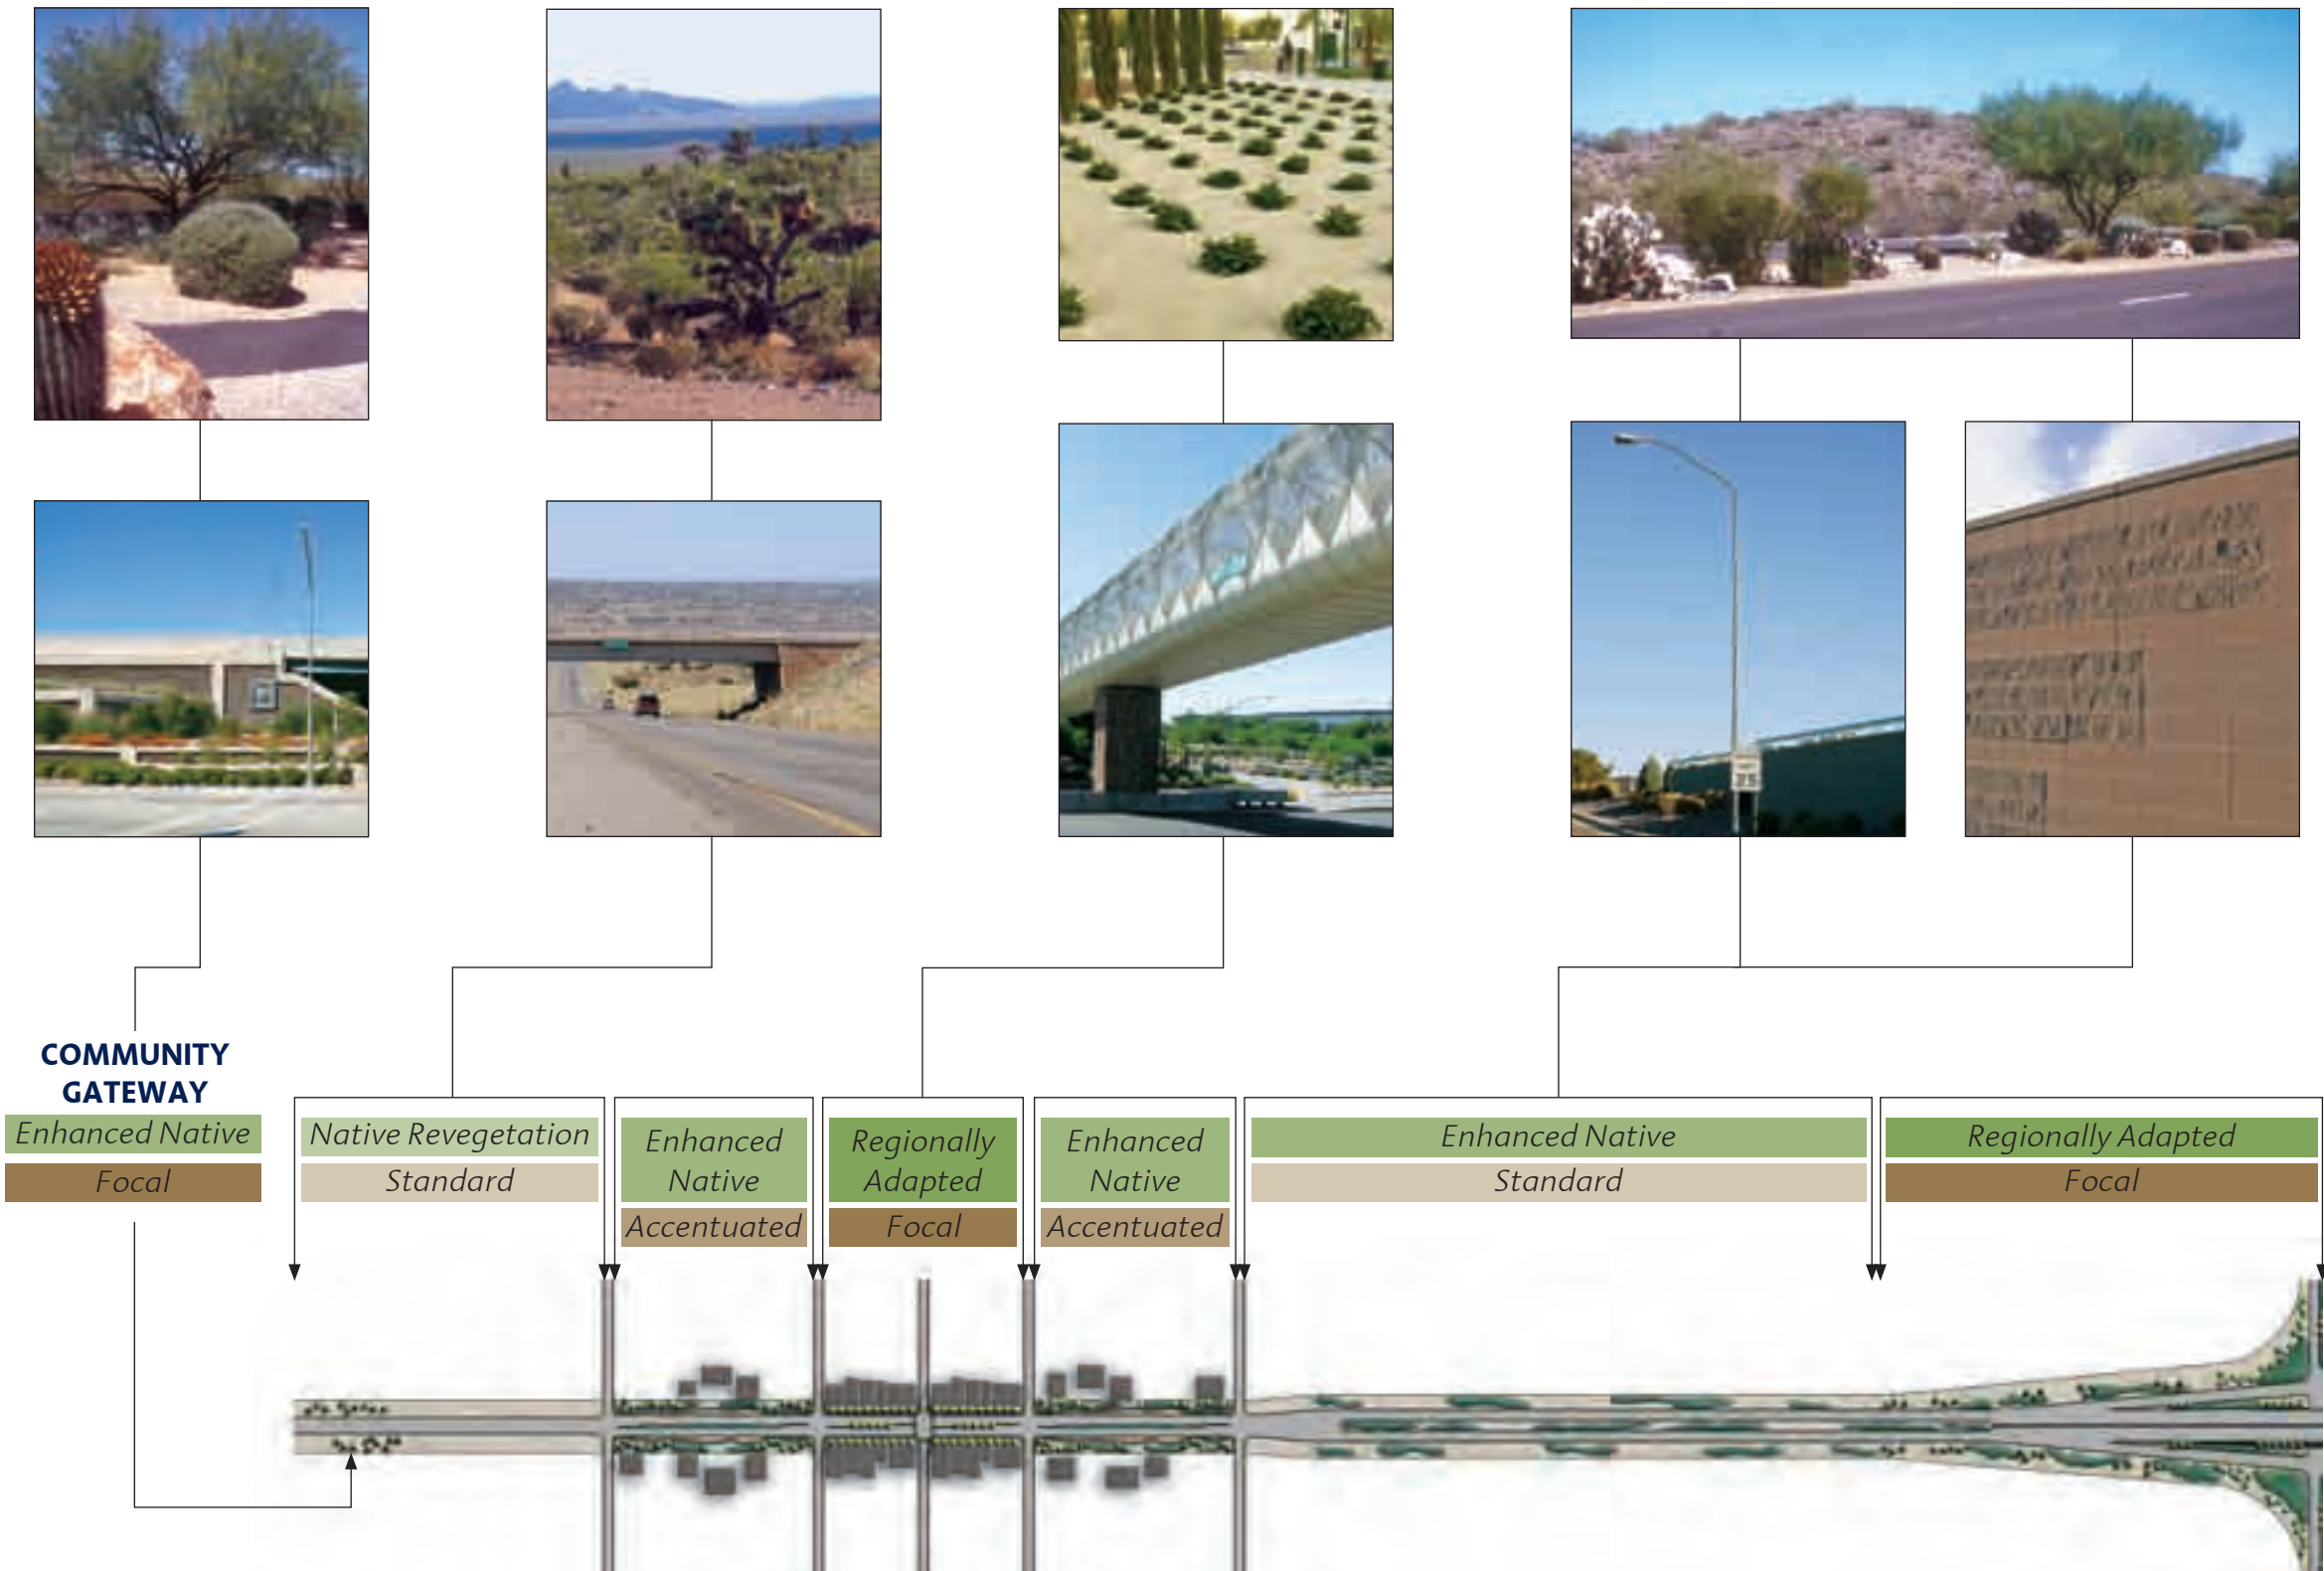 COMMUNITY
GATEWAY
Enhanced Native
Focal
Native Revegetation
Standard
Enhanced
Native
Accentuated
Regionally
Adapted
Focal
Enhanced
Native
Accentuated
Enhanced Native
Standard
Regionally Adapted
Focal